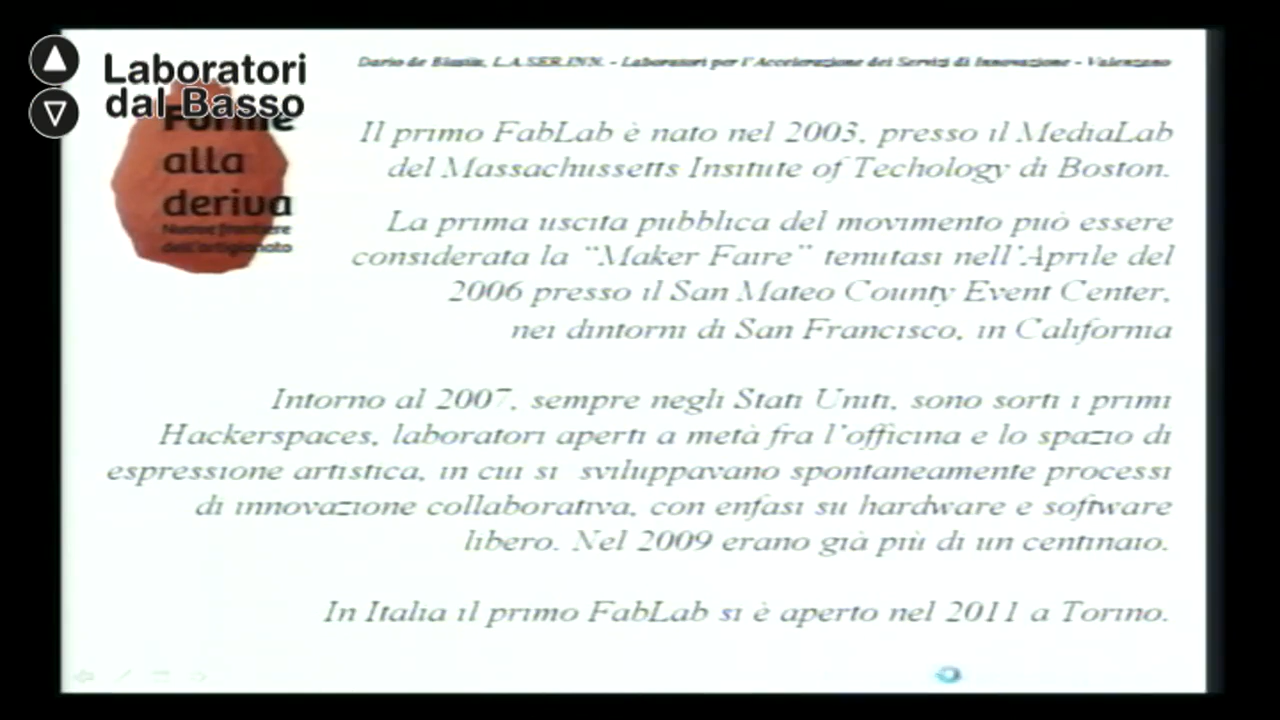 Laboratori
dal Basso
Forme
alla
deriva
Nuove frontiere
dell'artigianato
Dario de Biasis, L.A.SER.INN. - Laboratori per l'Accelerazione dei Servizi di Innovazione - Valenzano
Il primo FabLab è nato nel 2003, presso il MediaLab
del Massachussetts Insitute of Techology di Boston.
La prima uscita pubblica del movimento può essere
considerata la "Maker Faire" tenutasi nell'Aprile del
2006 presso il San Mateo County Event Center,
nei dintorni di San Francisco, in California
Intorno al 2007, sempre negli Stati Uniti, sono sorti i primi
Hackerspaces, laboratori aperti a metà fra l'officina e lo spazio di
espressione artistica, in cui si sviluppavano spontaneamente processi
di innovazione collaborativa, con enfasi su hardware e software
libero. Nel 2009 erano già più di un centinaio.
In Italia il primo FabLab si è aperto nel 2011 a Torino.